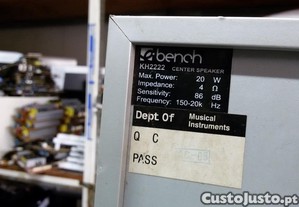 e·bench
KH2222 CENTER SPEAKER
Max. Power: 20 W
Impedance: 4 Ω
Sensitivity: 86 dB
Frequency: 150-20k Hz
Dept Of Musical Instruments
Q C
PASS
CustoJusto.pt